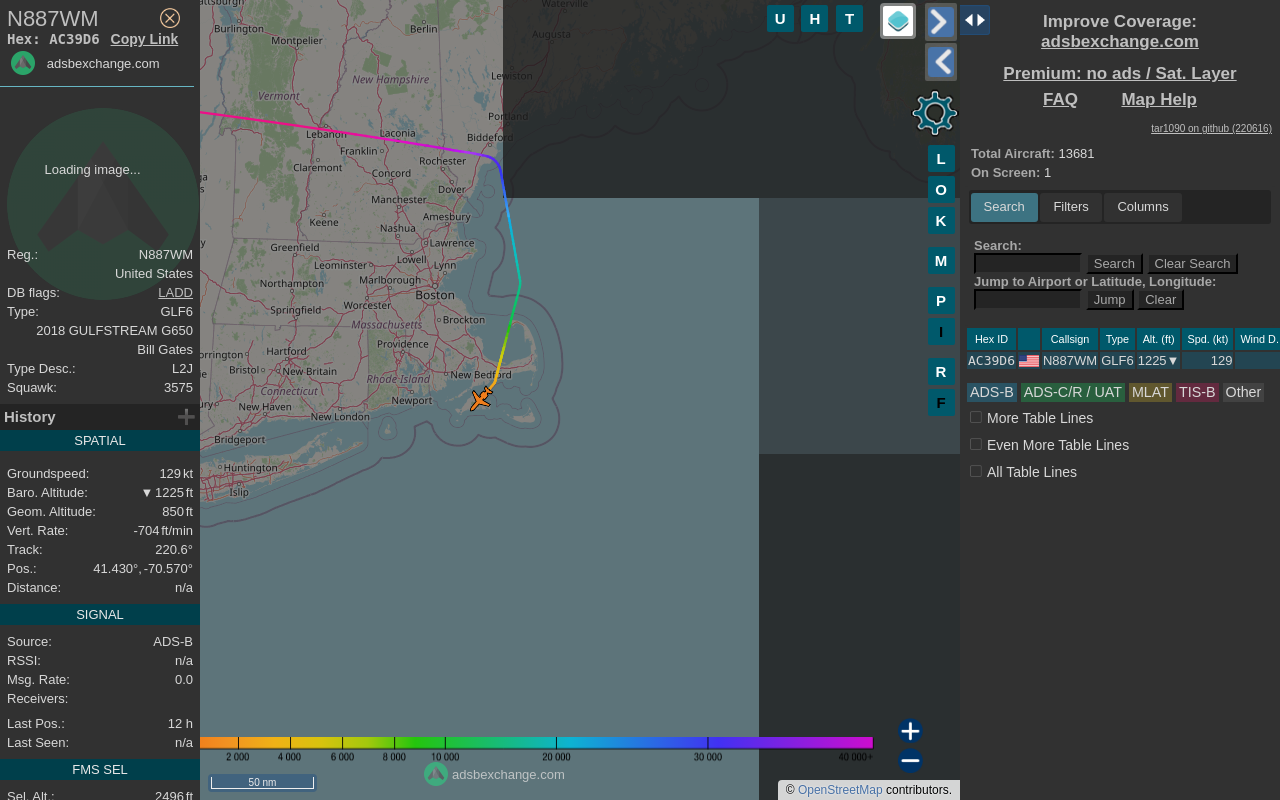 N887WM
Hex: AC39D6 Copy Link
adsbexchange.com
Loading image...
Reg.: N887WM
United States
DB flags: LADD
Type: GLF6
2018 GULFSTREAM G650
Bill Gates
Type Desc.: L2J
Squawk: 3575
History
SPATIAL
Groundspeed: 129 kt
Baro. Altitude: ▼ 1225 ft
Geom. Altitude: 850 ft
Vert. Rate: -704 ft/min
Track: 220.6°
Pos.: 41.430°, -70.570°
Distance: n/a
SIGNAL
Source: ADS-B
RSSI: n/a
Msg. Rate: 0.0
Receivers:
Last Pos.: 12 h
Last Seen: n/a
FMS SEL
Sel. Alt.: 2496 ft
Burlington
Montpelier
Berlin
Waterville
Augusta
Lewiston
New Hampshire
Vermont
Portland
Lebanon
Laconia
Biddeford
Franklin
Rochester
Claremont
Concord
Dover
Manchester
Keene
Amesbury
Nashua
Greenfield
Lawrence
Lowell
Leominster
Lynn
Northampton
Marlborough
Boston
Springfield
Worcester
Massachusetts
Brockton
Providence
Hartford
Bristol
New Britain
Rhode Island
New Bedford
Connecticut
Newport
New Haven
New London
Bridgeport
Huntington
Islip
U H T
L
O
K
M
P
I
R
F
2 000 4 000 6 000 8 000 10 000 20 000 30 000 40 000+
50 nm
adsbexchange.com
© OpenStreetMap contributors.
Improve Coverage:
adsbexchange.com
Premium: no ads / Sat. Layer
FAQ Map Help
tar1090 on github (220616)
Total Aircraft: 13681
On Screen: 1
Search Filters Columns
Search:
Search Clear Search
Jump to Airport or Latitude, Longitude:
Jump Clear
Hex ID Callsign Type Alt. (ft) Spd. (kt) Wind D.
AC39D6 N887WM GLF6 1225▼ 129
ADS-B ADS-C/R / UAT MLAT TIS-B Other
More Table Lines
Even More Table Lines
All Table Lines